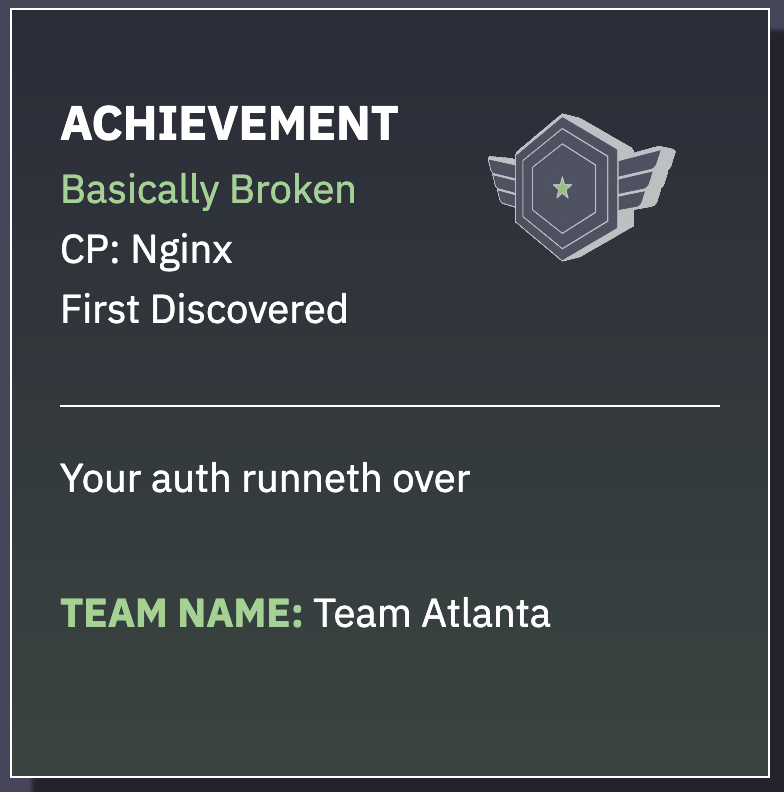 ACHIEVEMENT
Basically Broken
CP: Nginx
First Discovered
Your auth runneth over
TEAM NAME: Team Atlanta